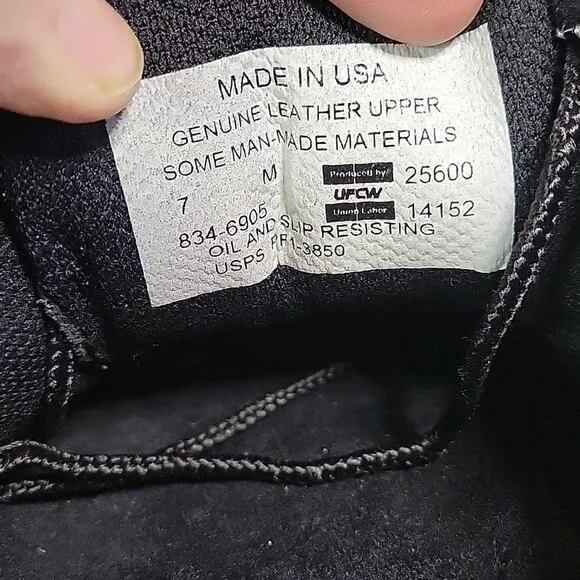 MADE IN USA
GENUINE LEATHER UPPER
SOME MAN-MADE MATERIALS
7 M Produced by 25600
UFCW
834-6905 Union Labor 14152
OIL AND SLIP RESISTING
USPS FF1-3850